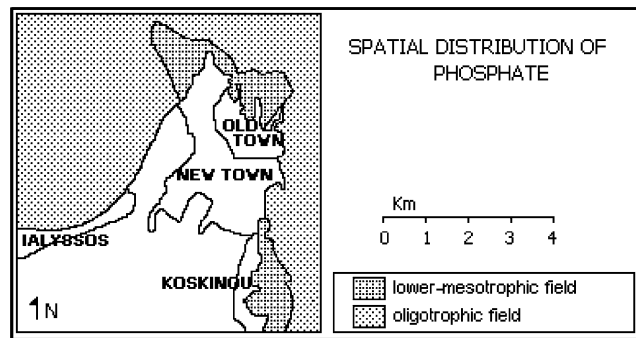 SPATIAL DISTRIBUTION OF
PHOSPHATE
OLD
TOWN
NEW TOWN
IALYSSOS
KOSKINOU
N
Km
0 1 2 3 4
lower-mesotrophic field
oligotrophic field